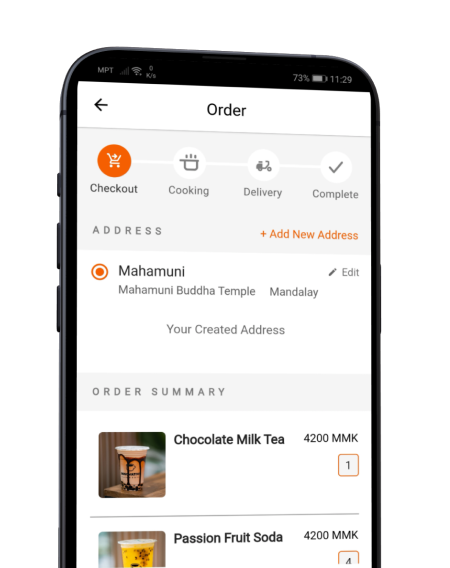 MPT 0 K/s 73% 11:29
Order
Checkout Cooking Delivery Complete
ADDRESS + Add New Address
Mahamuni Edit
Mahamuni Buddha Temple Mandalay
Your Created Address
ORDER SUMMARY
Chocolate Milk Tea 4200 MMK
1
Passion Fruit Soda 4200 MMK
4